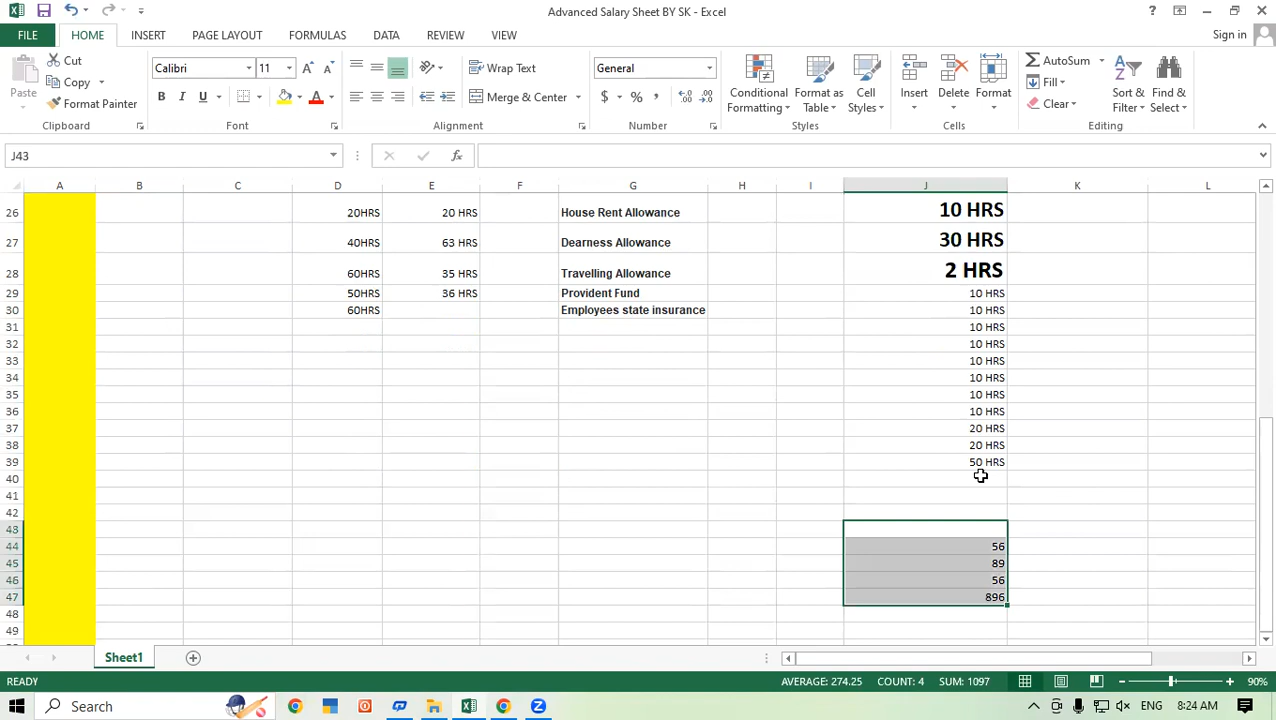 Advanced Salary Sheet BY SK - Excel
?
FILE HOME INSERT PAGE LAYOUT FORMULAS DATA REVIEW VIEW Sign in
Paste Cut Copy Format Painter
Calibri 11 A A
B I U A
Wrap Text
Merge & Center
General
$ % ,
Conditional Formatting
Format as Table
Cell Styles
Insert Delete Format
AutoSum Fill Clear
Sort & Filter
Find & Select
Clipboard Font Alignment Number Styles Cells Editing
J43 fx
A B C D E F G H I J K L
26 20HRS 20 HRS House Rent Allowance 10 HRS
27 40HRS 63 HRS Dearness Allowance 30 HRS
28 60HRS 35 HRS Travelling Allowance 2 HRS
29 50HRS 36 HRS Provident Fund 10 HRS
30 60HRS Employees state insurance 10 HRS
31 10 HRS
32 10 HRS
33 10 HRS
34 10 HRS
35 10 HRS
36 10 HRS
37 20 HRS
38 20 HRS
39 50 HRS
40
41
42
43
44 56
45 89
46 56
47 896
48
49
Sheet1
READY AVERAGE: 274.25 COUNT: 4 SUM: 1097 90%
Search ENG 8:24 AM